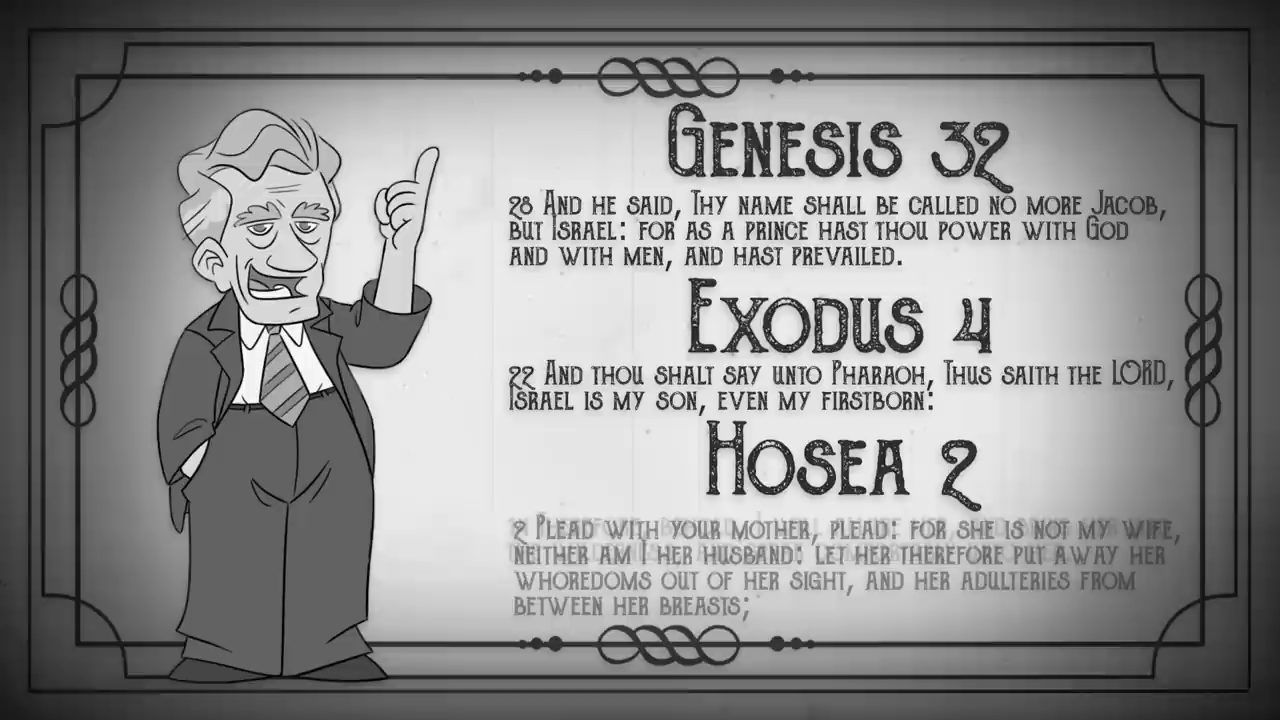 Genesis 32
28 And he said, Thy name shall be called no more Jacob,
but Israel: for as a prince hast thou power with God
and with men, and hast prevailed.
Exodus 4
22 And thou shalt say unto Pharaoh, Thus saith the LORD,
Israel is my son, even my firstborn:
Hosea 2
2 Plead with your mother, plead: for she is not my wife,
neither am I her husband: let her therefore put away her
whoredoms out of her sight, and her adulteries from
between her breasts;